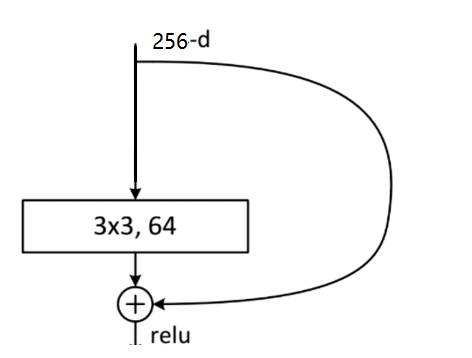 256-d
3x3, 64
+
relu